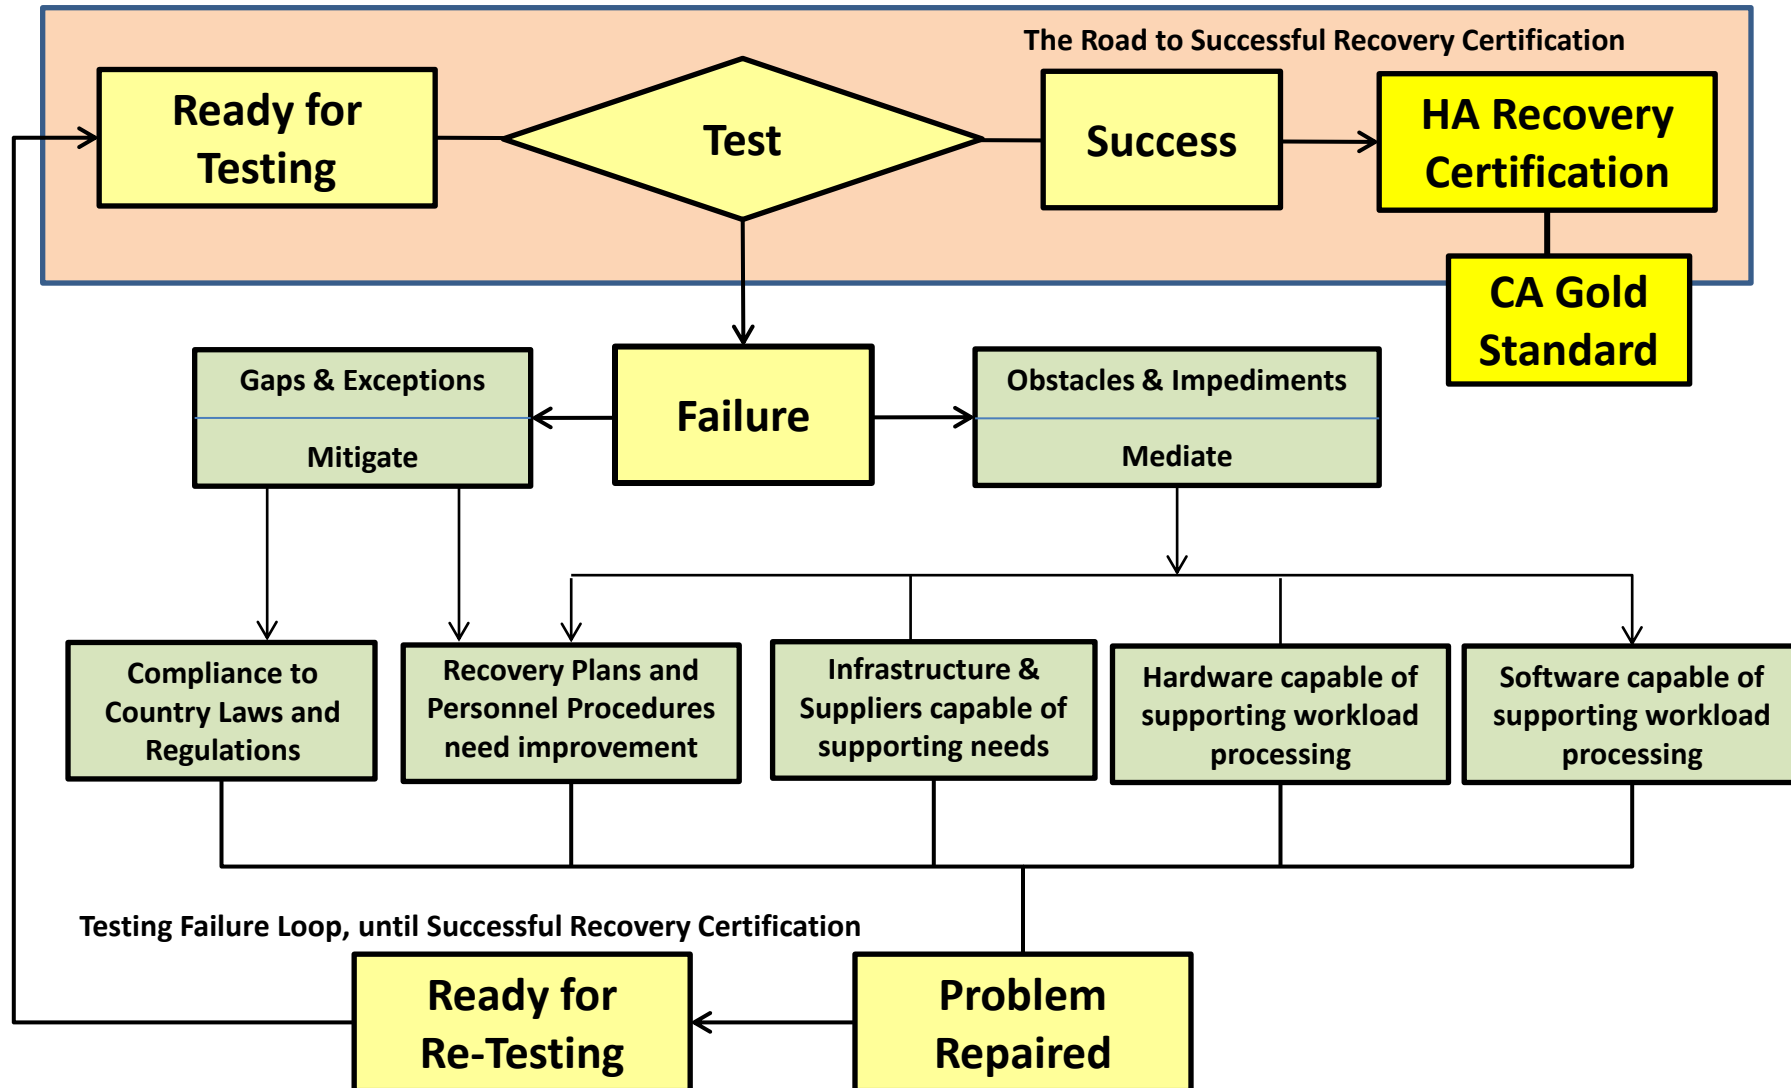 The Road to Successful Recovery Certification
Ready for
Testing
Test
Success
HA Recovery
Certification
CA Gold
Standard
Gaps & Exceptions
Mitigate
Failure
Obstacles & Impediments
Mediate
Compliance to
Country Laws and
Regulations
Recovery Plans and
Personnel Procedures
need improvement
Infrastructure &
Suppliers capable of
supporting needs
Hardware capable of
supporting workload
processing
Software capable of
supporting workload
processing
Testing Failure Loop, until Successful Recovery Certification
Ready for
Re-Testing
Problem
Repaired